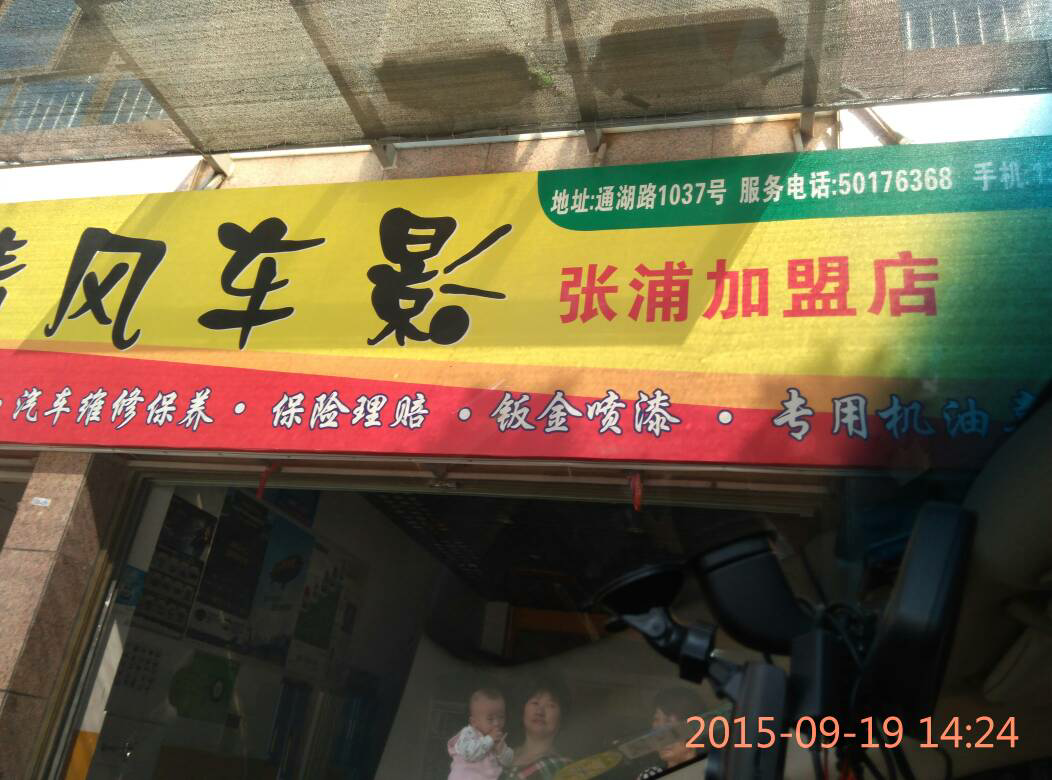 地址:通湖路1037号 服务电话:50176368 手机:1
风车影
张浦加盟店
·汽车维修保养·保险理赔·钣金喷漆·专用机油
2015-09-19 14:24